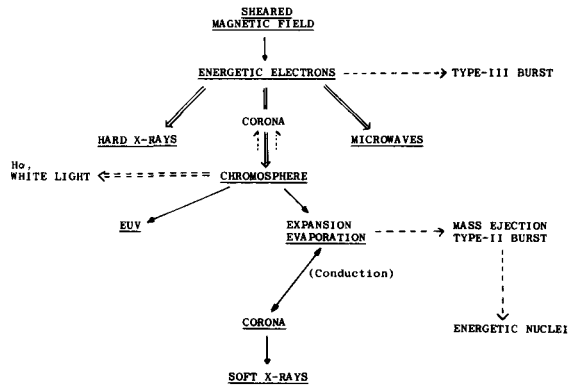 SHEARED
MAGNETIC FIELD
ENERGETIC ELECTRONS
TYPE-III BURST
CORONA
HARD X-RAYS
MICROWAVES
Hα,
WHITE LIGHT
CHROMOSPHERE
EUV
EXPANSION
EVAPORATION
MASS EJECTION
TYPE-II BURST
(Conduction)
CORONA
ENERGETIC NUCLEI
SOFT X-RAYS